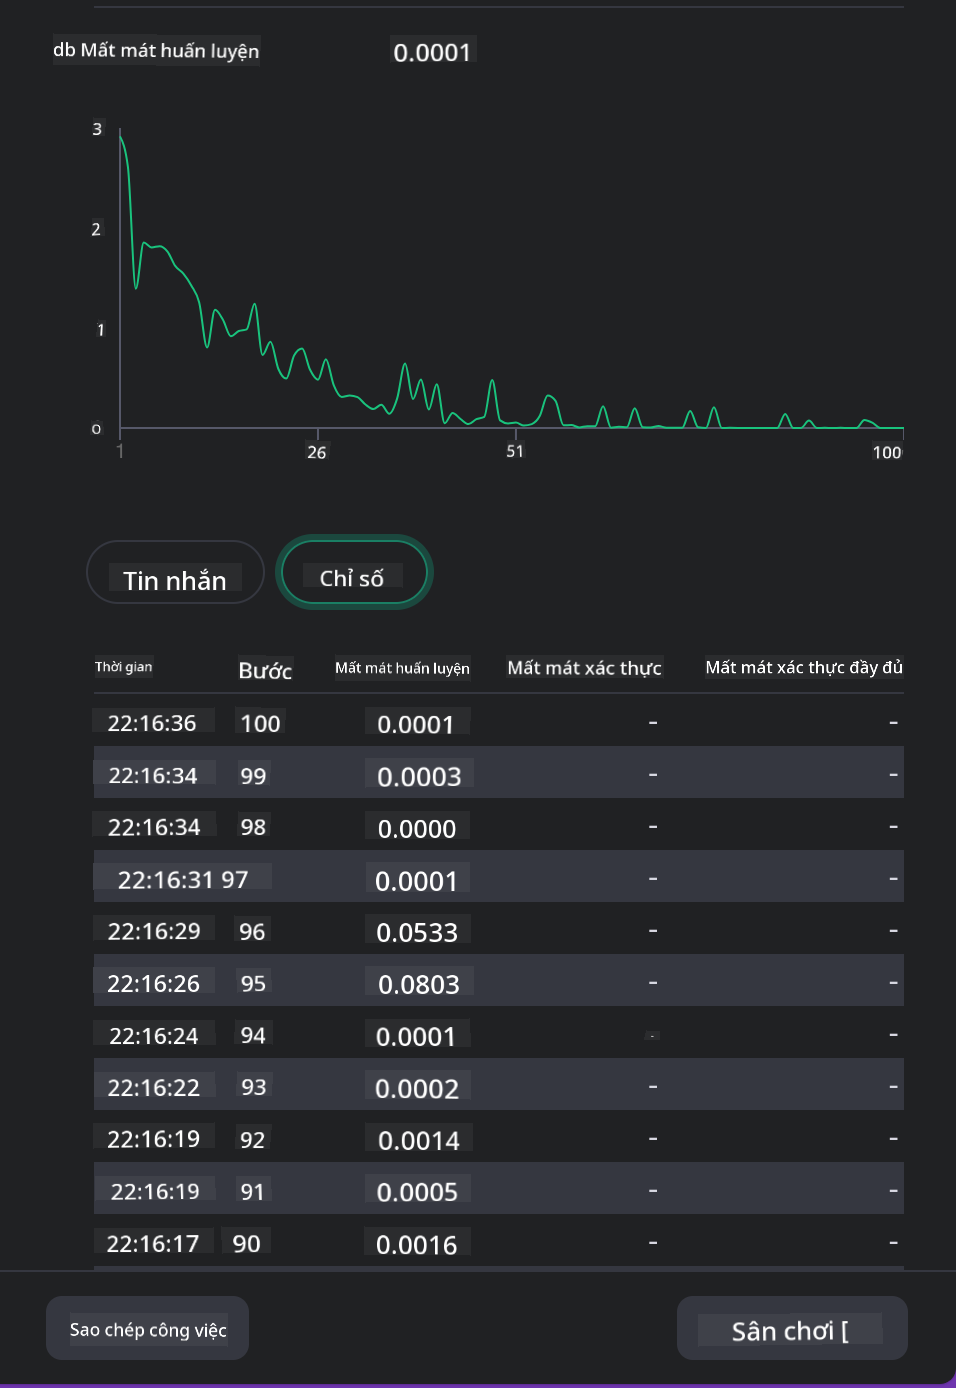 db Mất mát huấn luyện 0.0001
3
2
1
0
1 26 51 100
Tin nhắn Chỉ số
Thời gian Bước Mất mát huấn luyện Mất mát xác thực Mất mát xác thực đầy đủ
22:16:36 100 0.0001 - -
22:16:34 99 0.0003 - -
22:16:34 98 0.0000 - -
22:16:31 97 0.0001 - -
22:16:29 96 0.0533 - -
22:16:26 95 0.0803 - -
22:16:24 94 0.0001 - -
22:16:22 93 0.0002 - -
22:16:19 92 0.0014 - -
22:16:19 91 0.0005 - -
22:16:17 90 0.0016 - -
Sao chép công việc Sân chơi [